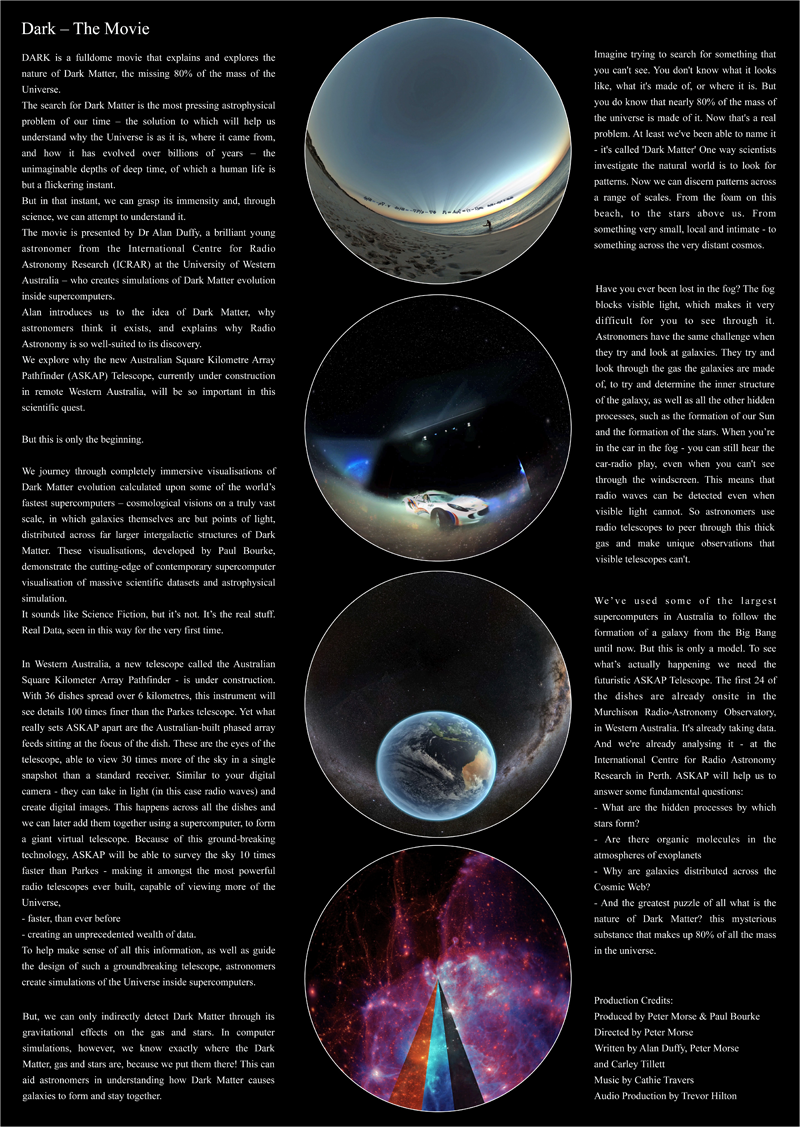 Dark – The Movie
DARK is a fulldome movie that explains and explores the
nature of Dark Matter, the missing 80% of the mass of the
Universe.
The search for Dark Matter is the most pressing astrophysical
problem of our time – the solution to which will help us
understand why the Universe is as it is, where it came from,
and how it has evolved over billions of years – the
unimaginable depths of deep time, of which a human life is
but a flickering instant.
But in that instant, we can grasp its immensity and, through
science, we can attempt to understand it.
The movie is presented by Dr Alan Duffy, a brilliant young
astronomer from the International Centre for Radio
Astronomy Research (ICRAR) at the University of Western
Australia – who creates simulations of Dark Matter evolution
inside supercomputers.
Alan introduces us to the idea of Dark Matter, why
astronomers think it exists, and explains why Radio
Astronomy is so well-suited to its discovery.
We explore why the new Australian Square Kilometre Array
Pathfinder (ASKAP) Telescope, currently under construction
in remote Western Australia, will be so important in this
scientific quest.
But this is only the beginning.
We journey through completely immersive visualisations of
Dark Matter evolution calculated upon some of the world's
fastest supercomputers – cosmological visions on a truly vast
scale, in which galaxies themselves are but points of light,
distributed across far larger intergalactic structures of Dark
Matter. These visualisations, developed by Paul Bourke,
demonstrate the cutting-edge of contemporary supercomputer
visualisation of massive scientific datasets and astrophysical
simulation.
It sounds like Science Fiction, but it's not. It's the real stuff.
Real Data, seen in this way for the very first time.
In Western Australia, a new telescope called the Australian
Square Kilometer Array Pathfinder - is under construction.
With 36 dishes spread over 6 kilometres, this instrument will
see details 100 times finer than the Parkes telescope. Yet what
really sets ASKAP apart are the Australian-built phased array
feeds sitting at the focus of the dish. These are the eyes of the
telescope, able to view 30 times more of the sky in a single
snapshot than a standard receiver. Similar to your digital
camera - they can take in light (in this case radio waves) and
create digital images. This happens across all the dishes and
we can later add them together using a supercomputer, to form
a giant virtual telescope. Because of this ground-breaking
technology, ASKAP will be able to survey the sky 10 times
faster than Parkes - making it amongst the most powerful
radio telescopes ever built, capable of viewing more of the
Universe,
- faster, than ever before
- creating an unprecedented wealth of data.
To help make sense of all this information, as well as guide
the design of such a groundbreaking telescope, astronomers
create simulations of the Universe inside supercomputers.
But, we can only indirectly detect Dark Matter through its
gravitational effects on the gas and stars. In computer
simulations, however, we know exactly where the Dark
Matter, gas and stars are, because we put them there! This can
aid astronomers in understanding how Dark Matter causes
galaxies to form and stay together.
Imagine trying to search for something that
you can't see. You don't know what it looks
like, what it's made of, or where it is. But
you do know that nearly 80% of the mass of
the universe is made of it. Now that's a real
problem. At least we've been able to name it
- it's called 'Dark Matter' One way scientists
investigate the natural world is to look for
patterns. Now we can discern patterns across
a range of scales. From the foam on this
beach, to the stars above us. From
something very small, local and intimate - to
something across the very distant cosmos.
Have you ever been lost in the fog? The fog
blocks visible light, which makes it very
difficult for you to see through it.
Astronomers have the same challenge when
they try and look at galaxies. They try and
look through the gas the galaxies are made
of, to try and determine the inner structure
of the galaxy, as well as all the other hidden
processes, such as the formation of our Sun
and the formation of the stars. When you're
in the car in the fog - you can still hear the
car-radio play, even when you can't see
through the windscreen. This means that
radio waves can be detected even when
visible light cannot. So astronomers use
radio telescopes to peer through this thick
gas and make unique observations that
visible telescopes can't.
We've used some of the largest
supercomputers in Australia to follow the
formation of a galaxy from the Big Bang
until now. But this is only a model. To see
what's actually happening we need the
futuristic ASKAP Telescope. The first 24 of
the dishes are already onsite in the
Murchison Radio-Astronomy Observatory,
in Western Australia. It's already taking data.
And we're already analysing it - at the
International Centre for Radio Astronomy
Research in Perth. ASKAP will help us to
answer some fundamental questions:
- What are the hidden processes by which
stars form?
- Are there organic molecules in the
atmospheres of exoplanets
- Why are galaxies distributed across the
Cosmic Web?
- And the greatest puzzle of all what is the
nature of Dark Matter? this mysterious
substance that makes up 80% of all the mass
in the universe.
Production Credits:
Produced by Peter Morse & Paul Bourke
Directed by Peter Morse
Written by Alan Duffy, Peter Morse
and Carley Tillett
Music by Cathie Travers
Audio Production by Trevor Hilton